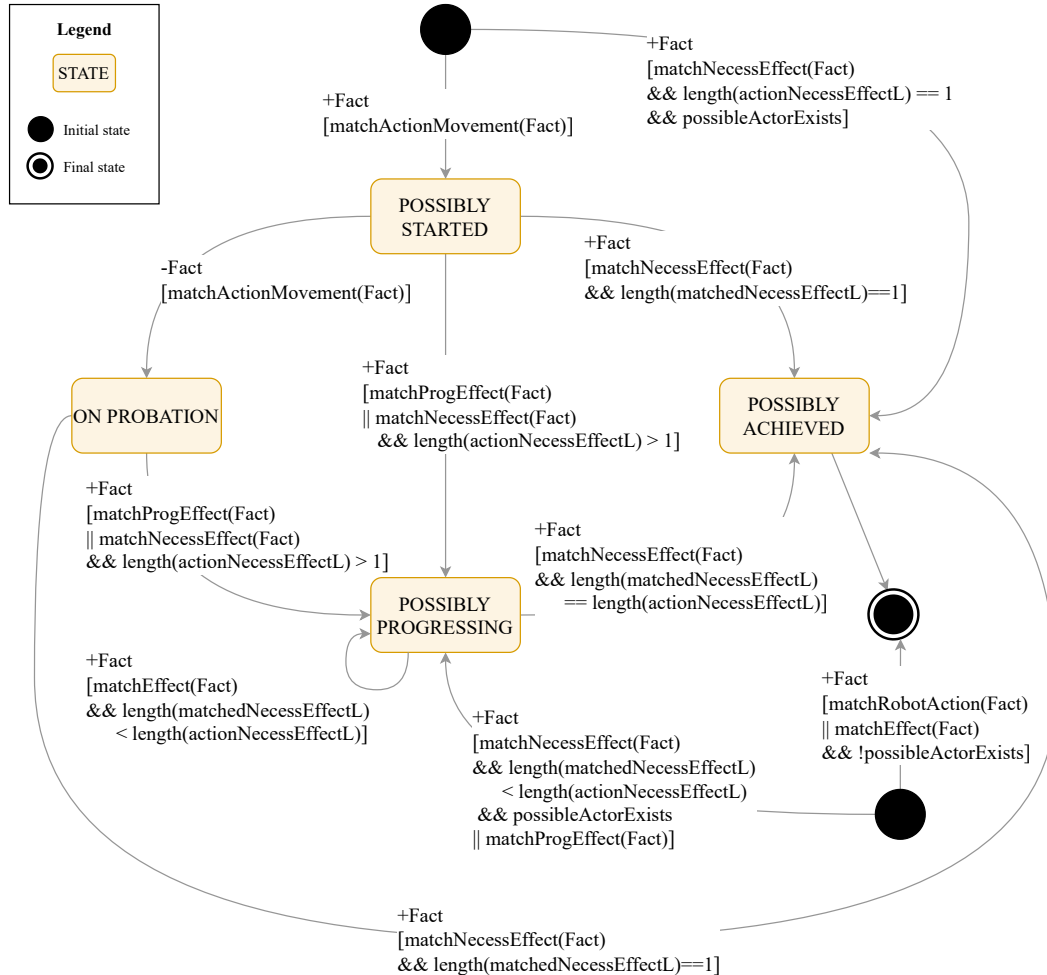 Legend
STATE
Initial state
Final state
+Fact
[matchNecessEffect(Fact)
&& length(actionNecessEffectL) == 1
&& possibleActorExists]
+Fact
[matchActionMovement(Fact)]
POSSIBLY
STARTED
-Fact
[matchActionMovement(Fact)]
+Fact
[matchNecessEffect(Fact)
&& length(matchedNecessEffectL)==1]
+Fact
[matchProgEffect(Fact)
|| matchNecessEffect(Fact)
&& length(actionNecessEffectL) > 1]
ON PROBATION
POSSIBLY
ACHIEVED
+Fact
[matchProgEffect(Fact)
|| matchNecessEffect(Fact)
&& length(actionNecessEffectL) > 1]
+Fact
[matchNecessEffect(Fact)
&& length(matchedNecessEffectL)
== length(actionNecessEffectL)]
POSSIBLY
PROGRESSING
+Fact
[matchEffect(Fact)
&& length(matchedNecessEffectL)
< length(actionNecessEffectL)]
+Fact
[matchNecessEffect(Fact)
&& length(matchedNecessEffectL)
< length(actionNecessEffectL)
&& possibleActorExists
|| matchProgEffect(Fact)]
+Fact
[matchRobotAction(Fact)
|| matchEffect(Fact)
&& !possibleActorExists]
+Fact
[matchNecessEffect(Fact)
&& length(matchedNecessEffectL)==1]